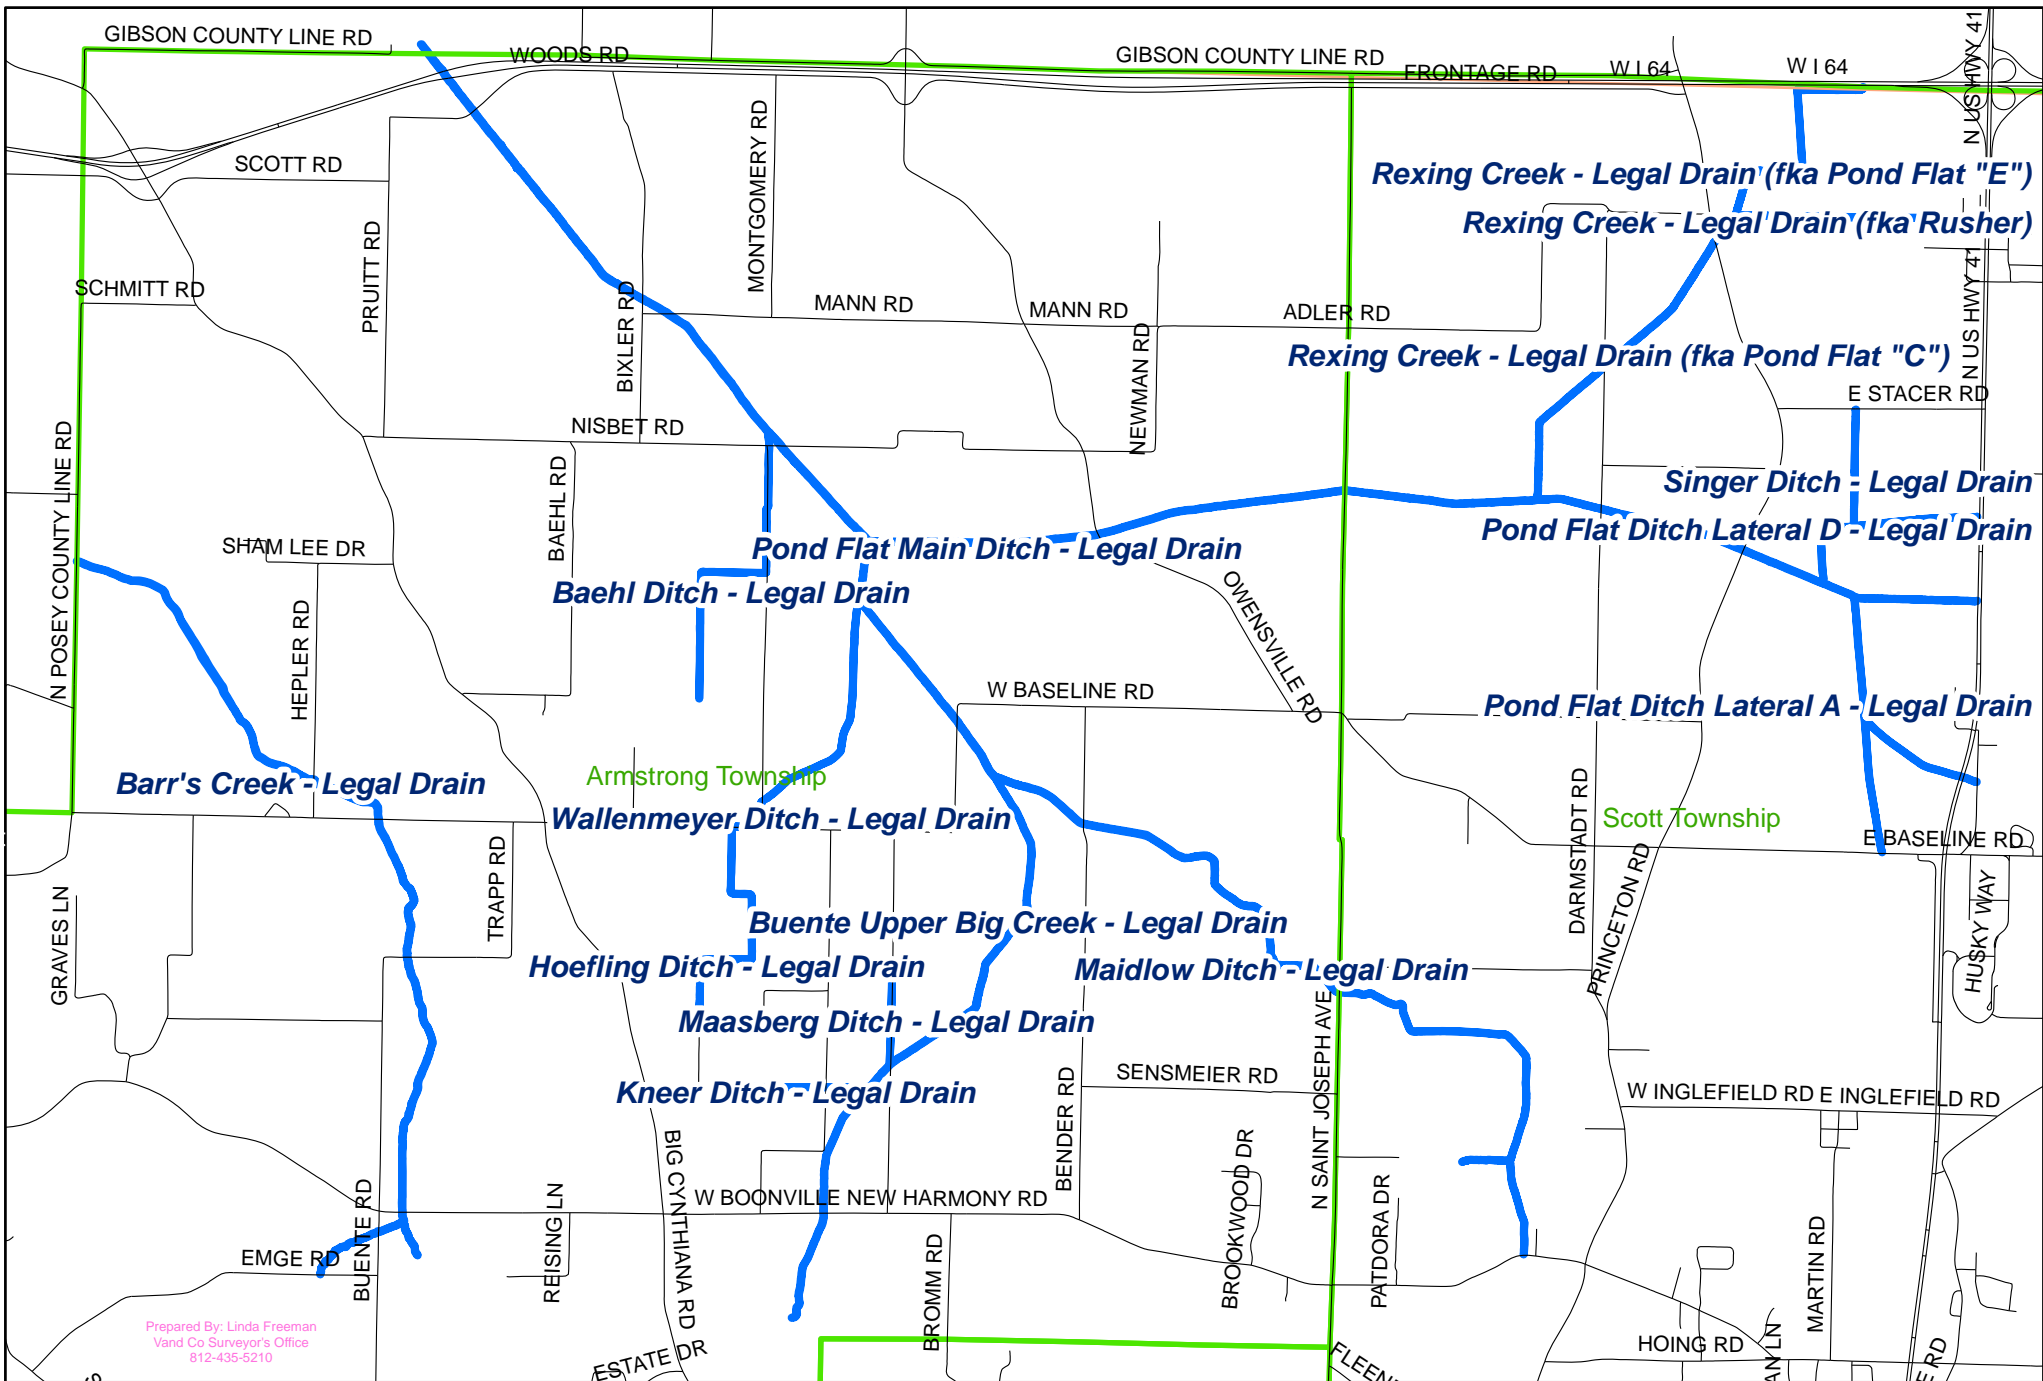 GIBSON COUNTY LINE RD
WOODS RD
GIBSON COUNTY LINE RD
FRONTAGE RD
W I 64
W I 64
N US HWY 41
SCOTT RD
MONTGOMERY RD
Rexing Creek - Legal Drain (fka Pond Flat "E")
Rexing Creek - Legal Drain (fka Rusher)
PRUITT RD
SCHMITT RD
BIXLER RD
MANN RD
MANN RD
ADLER RD
NEWMAN RD
N US HWY 41
Rexing Creek - Legal Drain (fka Pond Flat "C")
E STACER RD
NISBET RD
N POSEY COUNTY LINE RD
BAEHL RD
Singer Ditch - Legal Drain
Pond Flat Ditch Lateral D - Legal Drain
SHAM LEE DR
Pond Flat Main Ditch - Legal Drain
Baehl Ditch - Legal Drain
OWENSVILLE RD
HEPLER RD
W BASELINE RD
Pond Flat Ditch Lateral A - Legal Drain
Barr's Creek - Legal Drain
Armstrong Township
Wallenmeyer Ditch - Legal Drain
DARMSTADT RD
Scott Township
E BASELINE RD
TRAPP RD
GRAVES LN
PRINCETON RD
HUSKY WAY
Buente Upper Big Creek - Legal Drain
Hoefling Ditch - Legal Drain
Maidlow Ditch - Legal Drain
Maasberg Ditch - Legal Drain
N SAINT JOSEPH AVE
SENSMEIER RD
Kneer Ditch - Legal Drain
BENDER RD
W INGLEFIELD RD
E INGLEFIELD RD
BIG CYNTHIANA RD
W BOONVILLE NEW HARMONY RD
BROOKWOOD DR
BUENTE RD
REISING LN
EMGE RD
BROMM RD
PATDORA DR
MARTIN RD
Prepared By: Linda Freeman
Vand Co Surveyor's Office
812-435-5210
ESTATE DR
HOING RD